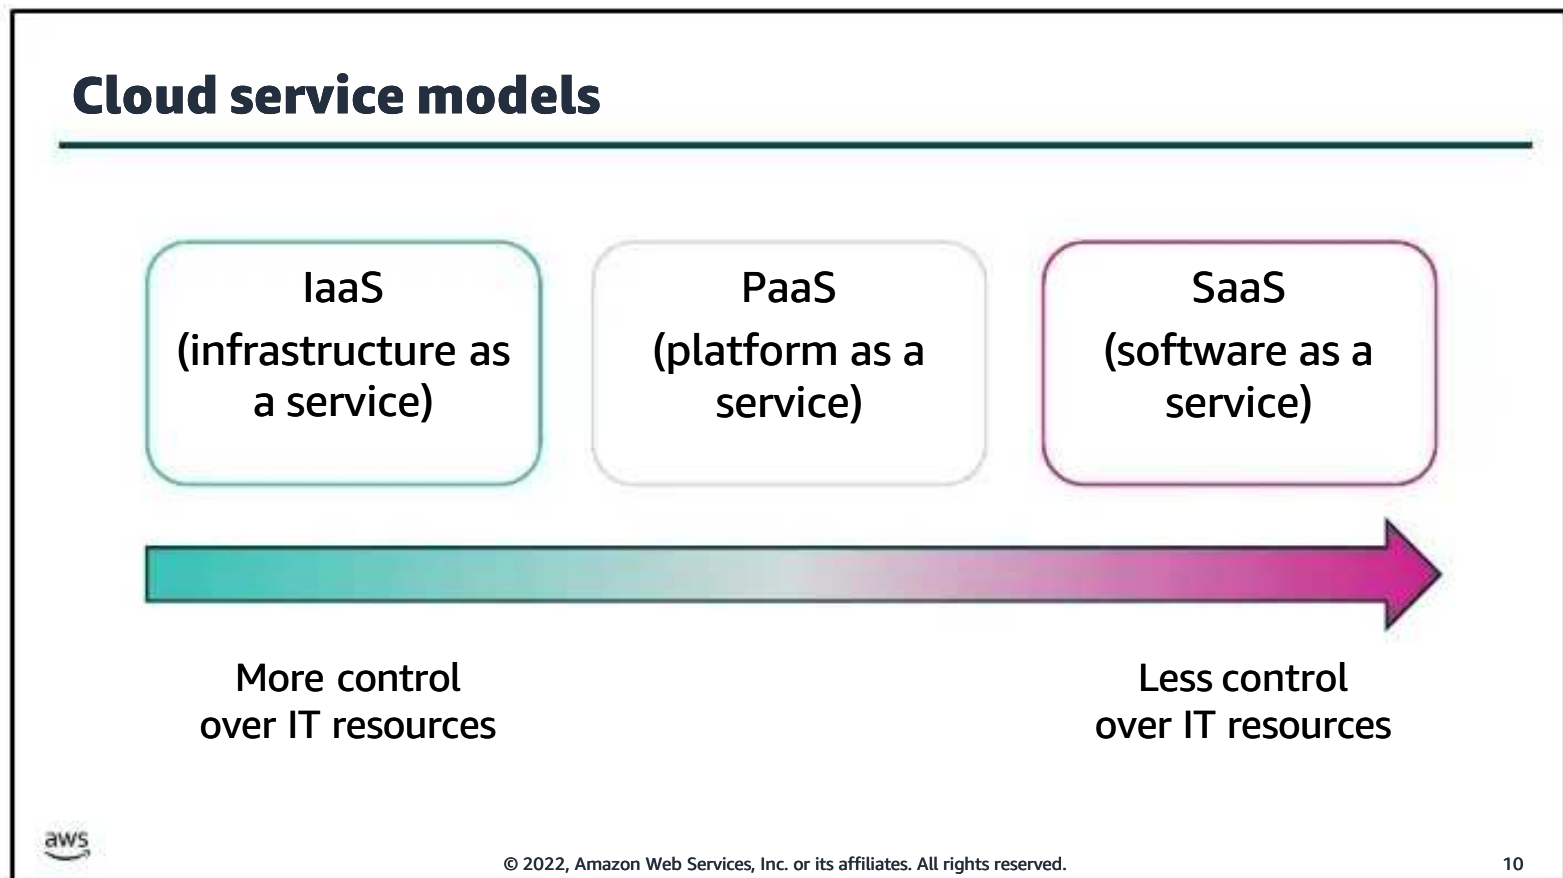 Cloud service models
IaaS
(infrastructure as
a service)
PaaS
(platform as a
service)
SaaS
(software as a
service)
More control
over IT resources
Less control
over IT resources
aws
© 2022, Amazon Web Services, Inc. or its affiliates. All rights reserved.
10